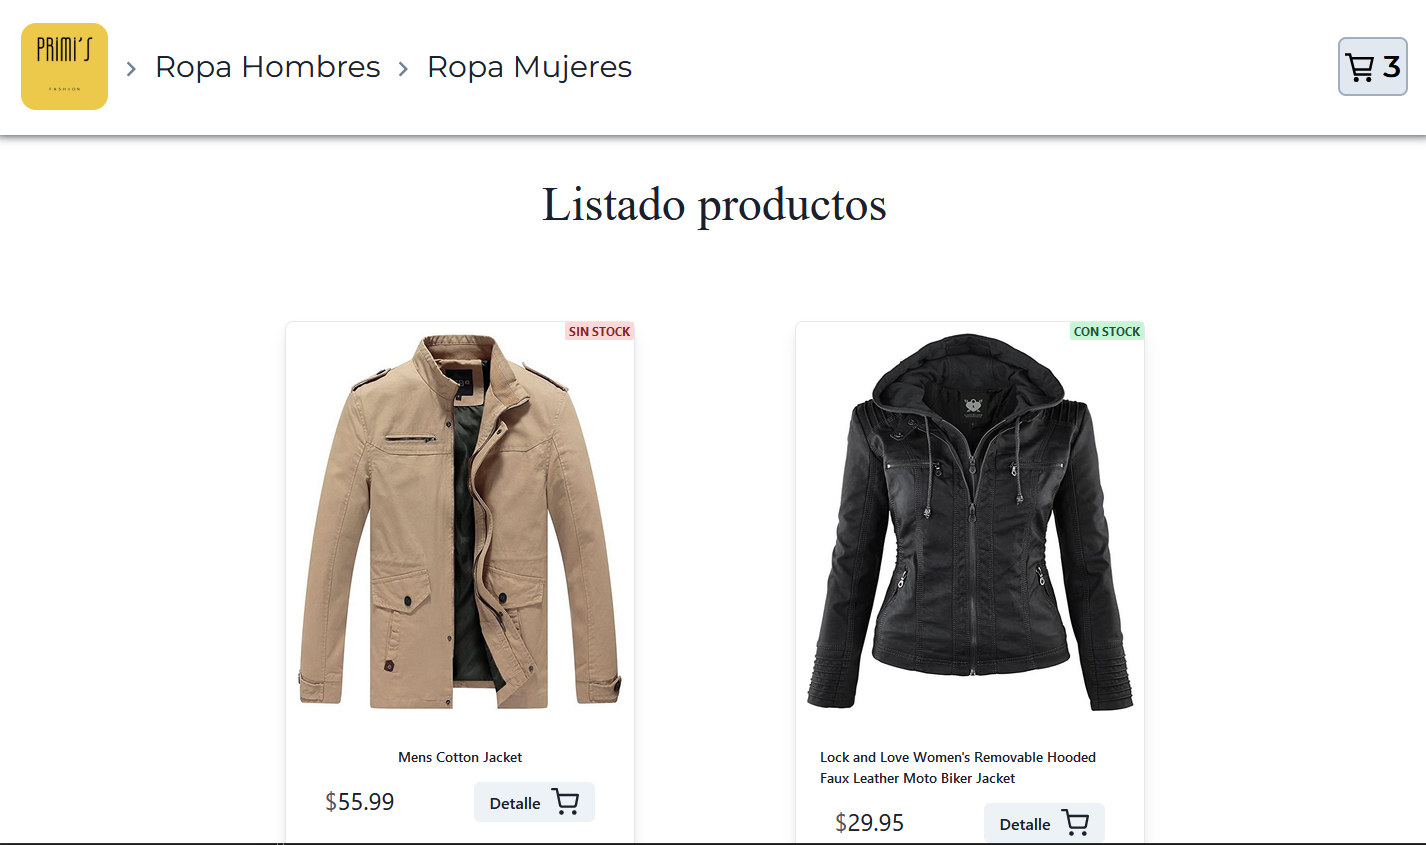 PRIMI'S
FASHION
Ropa Hombres
Ropa Mujeres
3
Listado productos
SIN STOCK
Mens Cotton Jacket
$55.99
Detalle
CON STOCK
Lock and Love Women's Removable Hooded
Faux Leather Moto Biker Jacket
$29.95
Detalle